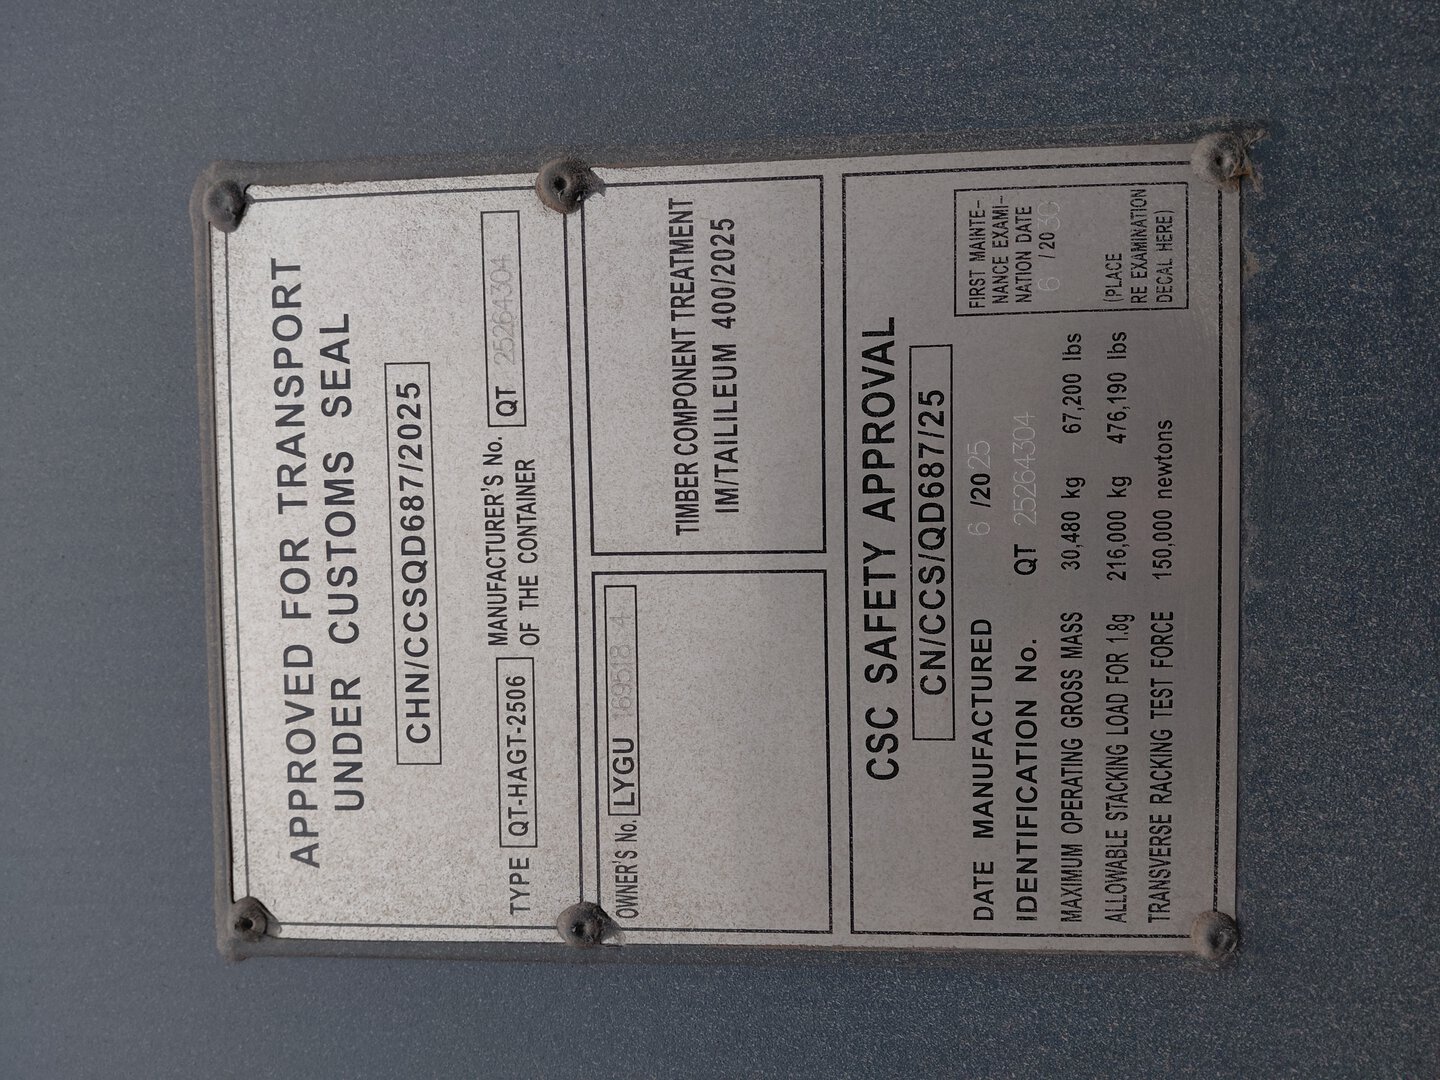 APPROVED FOR TRANSPORT
UNDER CUSTOMS SEAL
CHN/CCSQD687/2025
TYPE QT-HAGT-2506 MANUFACTURER'S No. OF THE CONTAINER QT 25264304
OWNER'S No. LYGU 169518 4
TIMBER COMPONENT TREATMENT
IM/TAILILEUM 400/2025
CSC SAFETY APPROVAL
CN/CCS/QD687/25
DATE MANUFACTURED 6 /2025
IDENTIFICATION No. QT 25264304
MAXIMUM OPERATING GROSS MASS 30,480 kg 67,200 lbs
ALLOWABLE STACKING LOAD FOR 1.8g 216,000 kg 476,190 lbs
TRANSVERSE RACKING TEST FORCE 150,000 newtons
FIRST MAINTE-
NANCE EXAMI-
NATION DATE
6 /2030
(PLACE
RE EXAMINATION
DECAL HERE)